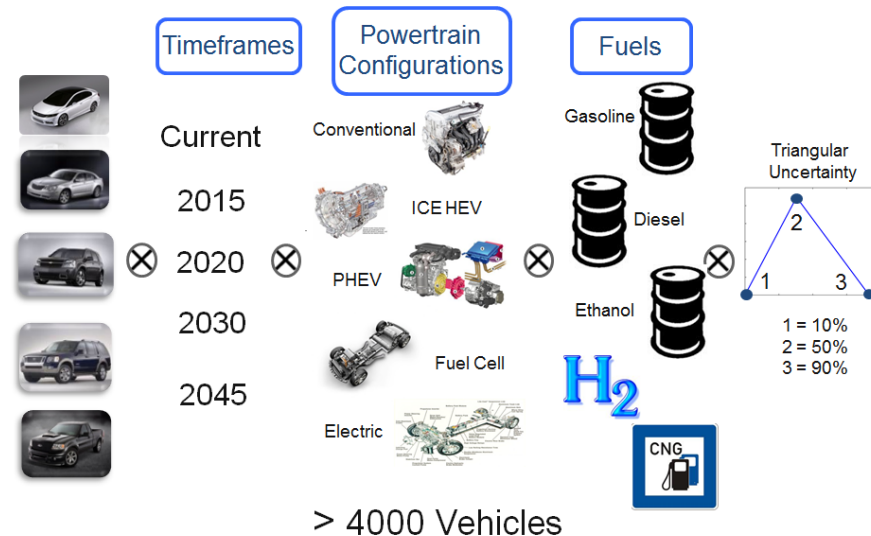 Timeframes
Powertrain
Configurations
Fuels
Current
2015
2020
2030
2045
Conventional
ICE HEV
PHEV
Fuel Cell
Electric
Gasoline
Diesel
Ethanol
H2
CNG
Triangular
Uncertainty
1
2
3
1 = 10%
2 = 50%
3 = 90%
> 4000 Vehicles